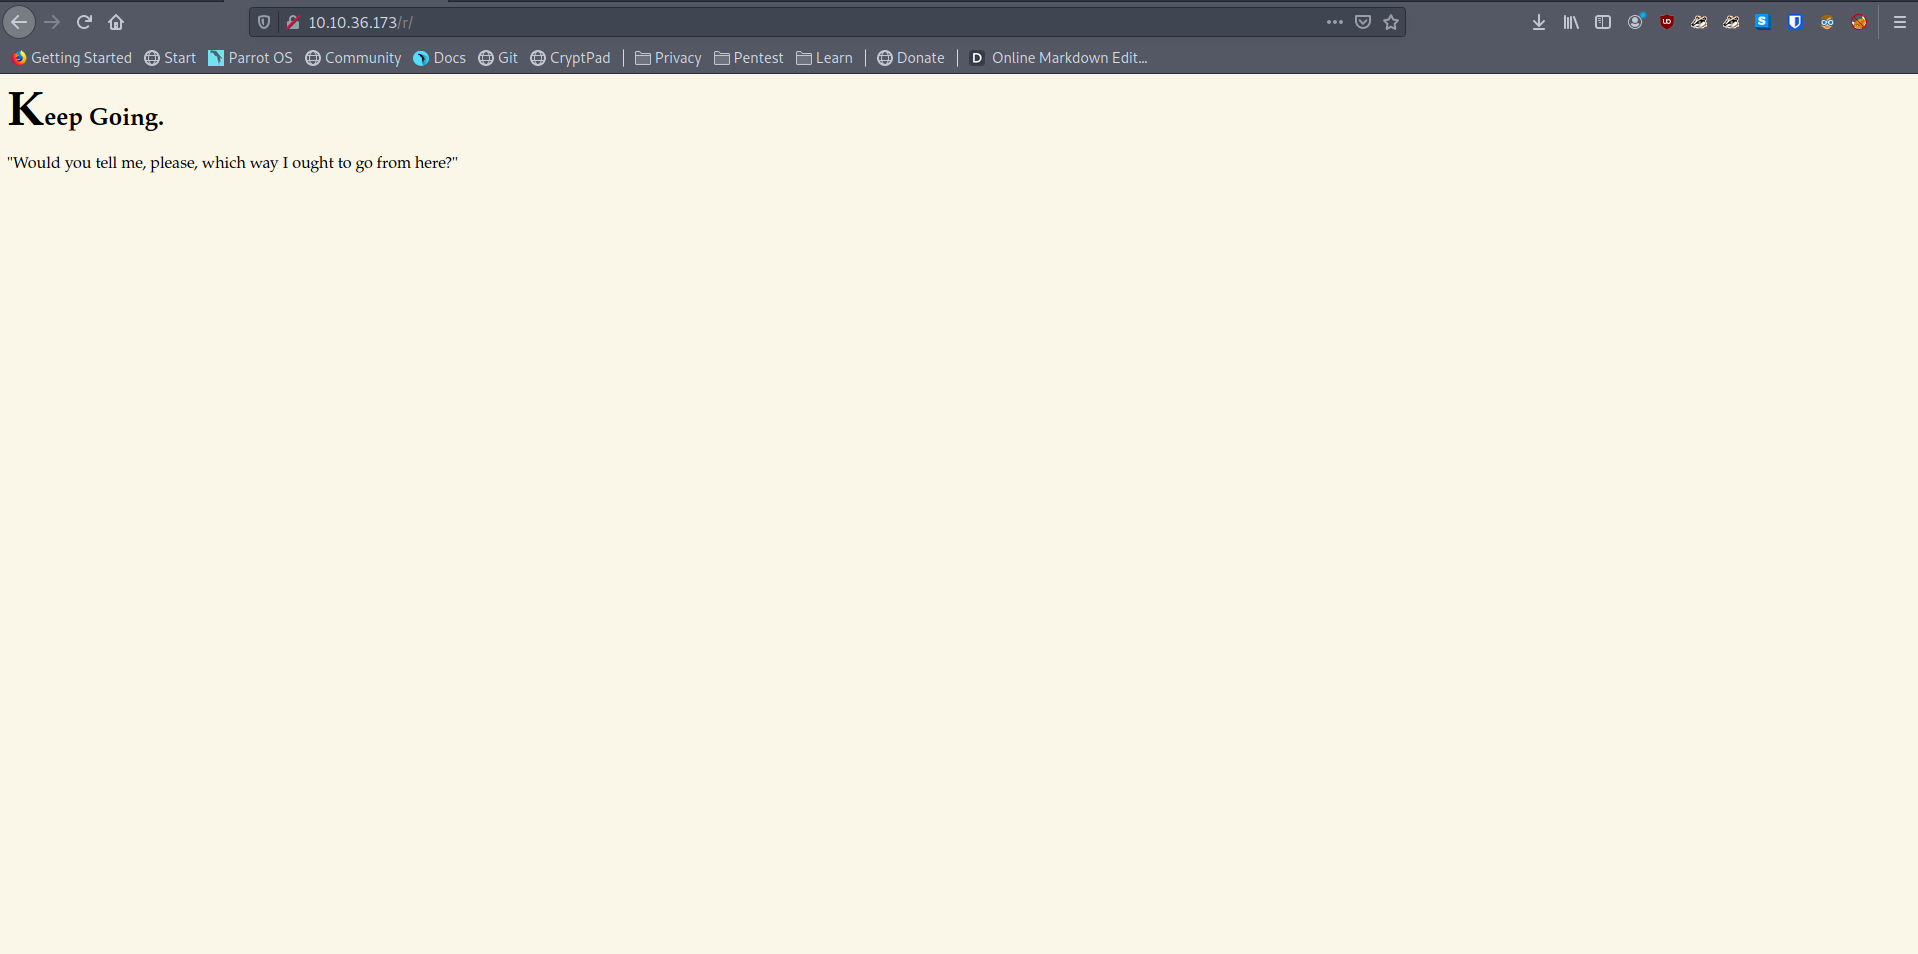 10.10.36.173/r/
Getting Started Start Parrot OS Community Docs Git CryptPad Privacy Pentest Learn Donate D Online Markdown Edit...
Keep Going.
"Would you tell me, please, which way I ought to go from here?"